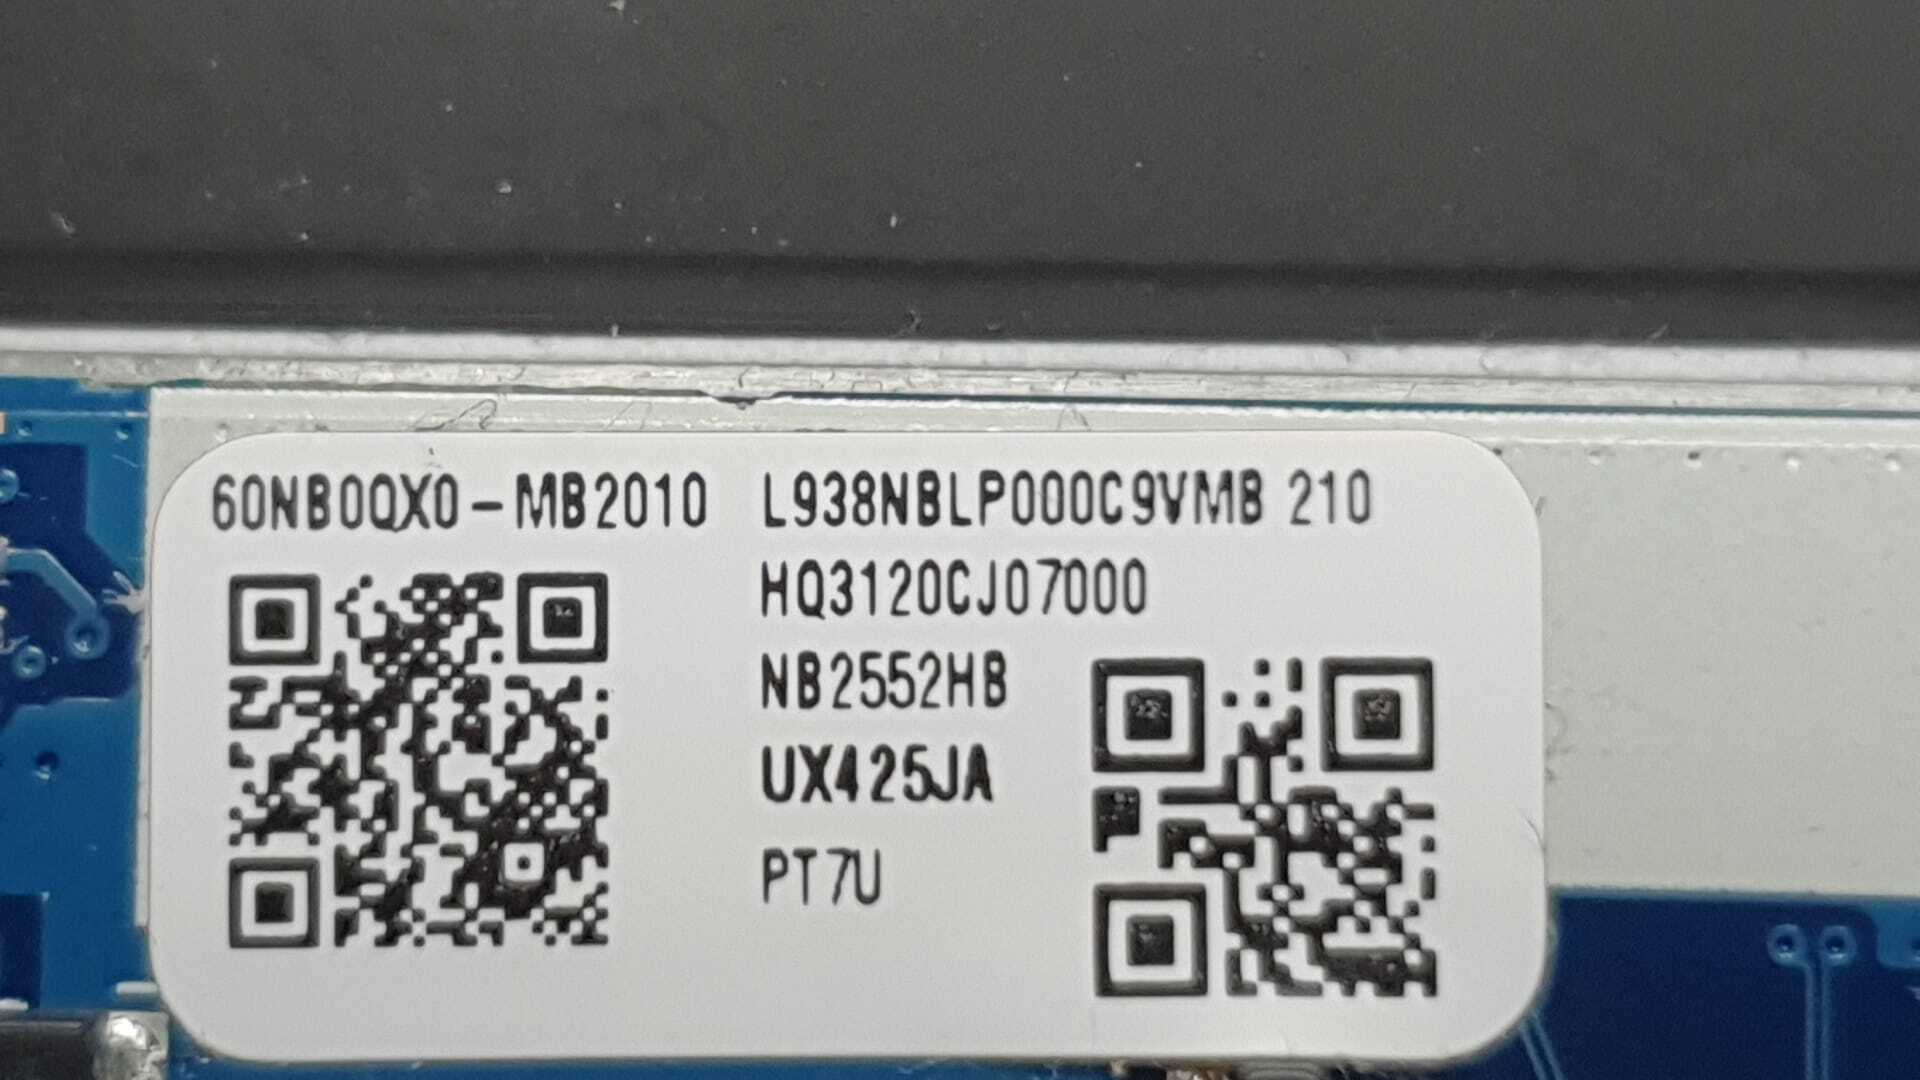 60NB0QX0-MB2010 L938NBLP000C9VMB 210
HQ3120CJ07000
NB2552HB
UX425JA
PT7U